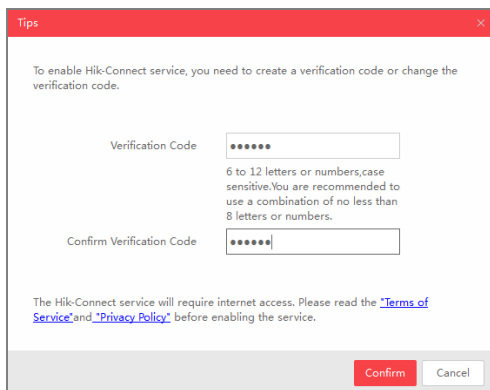 Tips
To enable Hik-Connect service, you need to create a verification code or change the
verification code.
Verification Code ●●●●●●
6 to 12 letters or numbers,case
sensitive.You are recommended to
use a combination of no less than
8 letters or numbers.
Confirm Verification Code ●●●●●●
The Hik-Connect service will require internet access. Please read the "Terms of
Service"and "Privacy Policy" before enabling the service.
Confirm Cancel